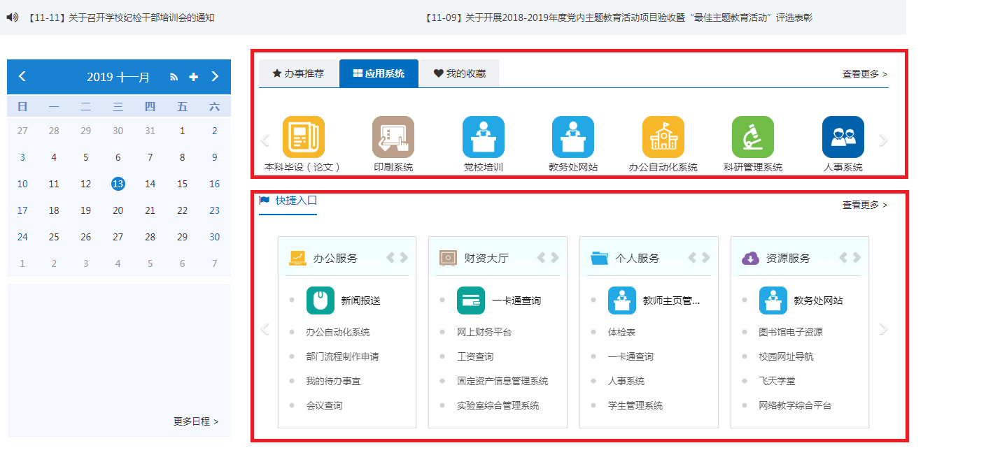 【11-11】关于召开学校纪检干部培训会的通知
【11-09】关于开展2018-2019年度党内主题教育活动项目验收暨“最佳主题教育活动”评选表彰
2019 十一月
日 一 二 三 四 五 六
27 28 29 30 31 1 2
3 4 5 6 7 8 9
10 11 12 13 14 15 16
17 18 19 20 21 22 23
24 25 26 27 28 29 30
1 2 3 4 5 6 7
更多日程 >
办事推荐 应用系统 我的收藏 查看更多 >
本科毕设（论文） 印刷系统 党校培训 教务处网站 办公自动化系统 科研管理系统 人事系统
快捷入口 查看更多 >
办公服务
新闻报送
办公自动化系统
部门流程制作申请
我的待办事宜
会议查询
财资大厅
一卡通查询
网上财务平台
工资查询
固定资产信息管理系统
实验室综合管理系统
个人服务
教师主页管...
体检表
一卡通查询
人事系统
学生管理系统
资源服务
教务处网站
图书馆电子资源
校园网址导航
飞天学堂
网络教学综合平台